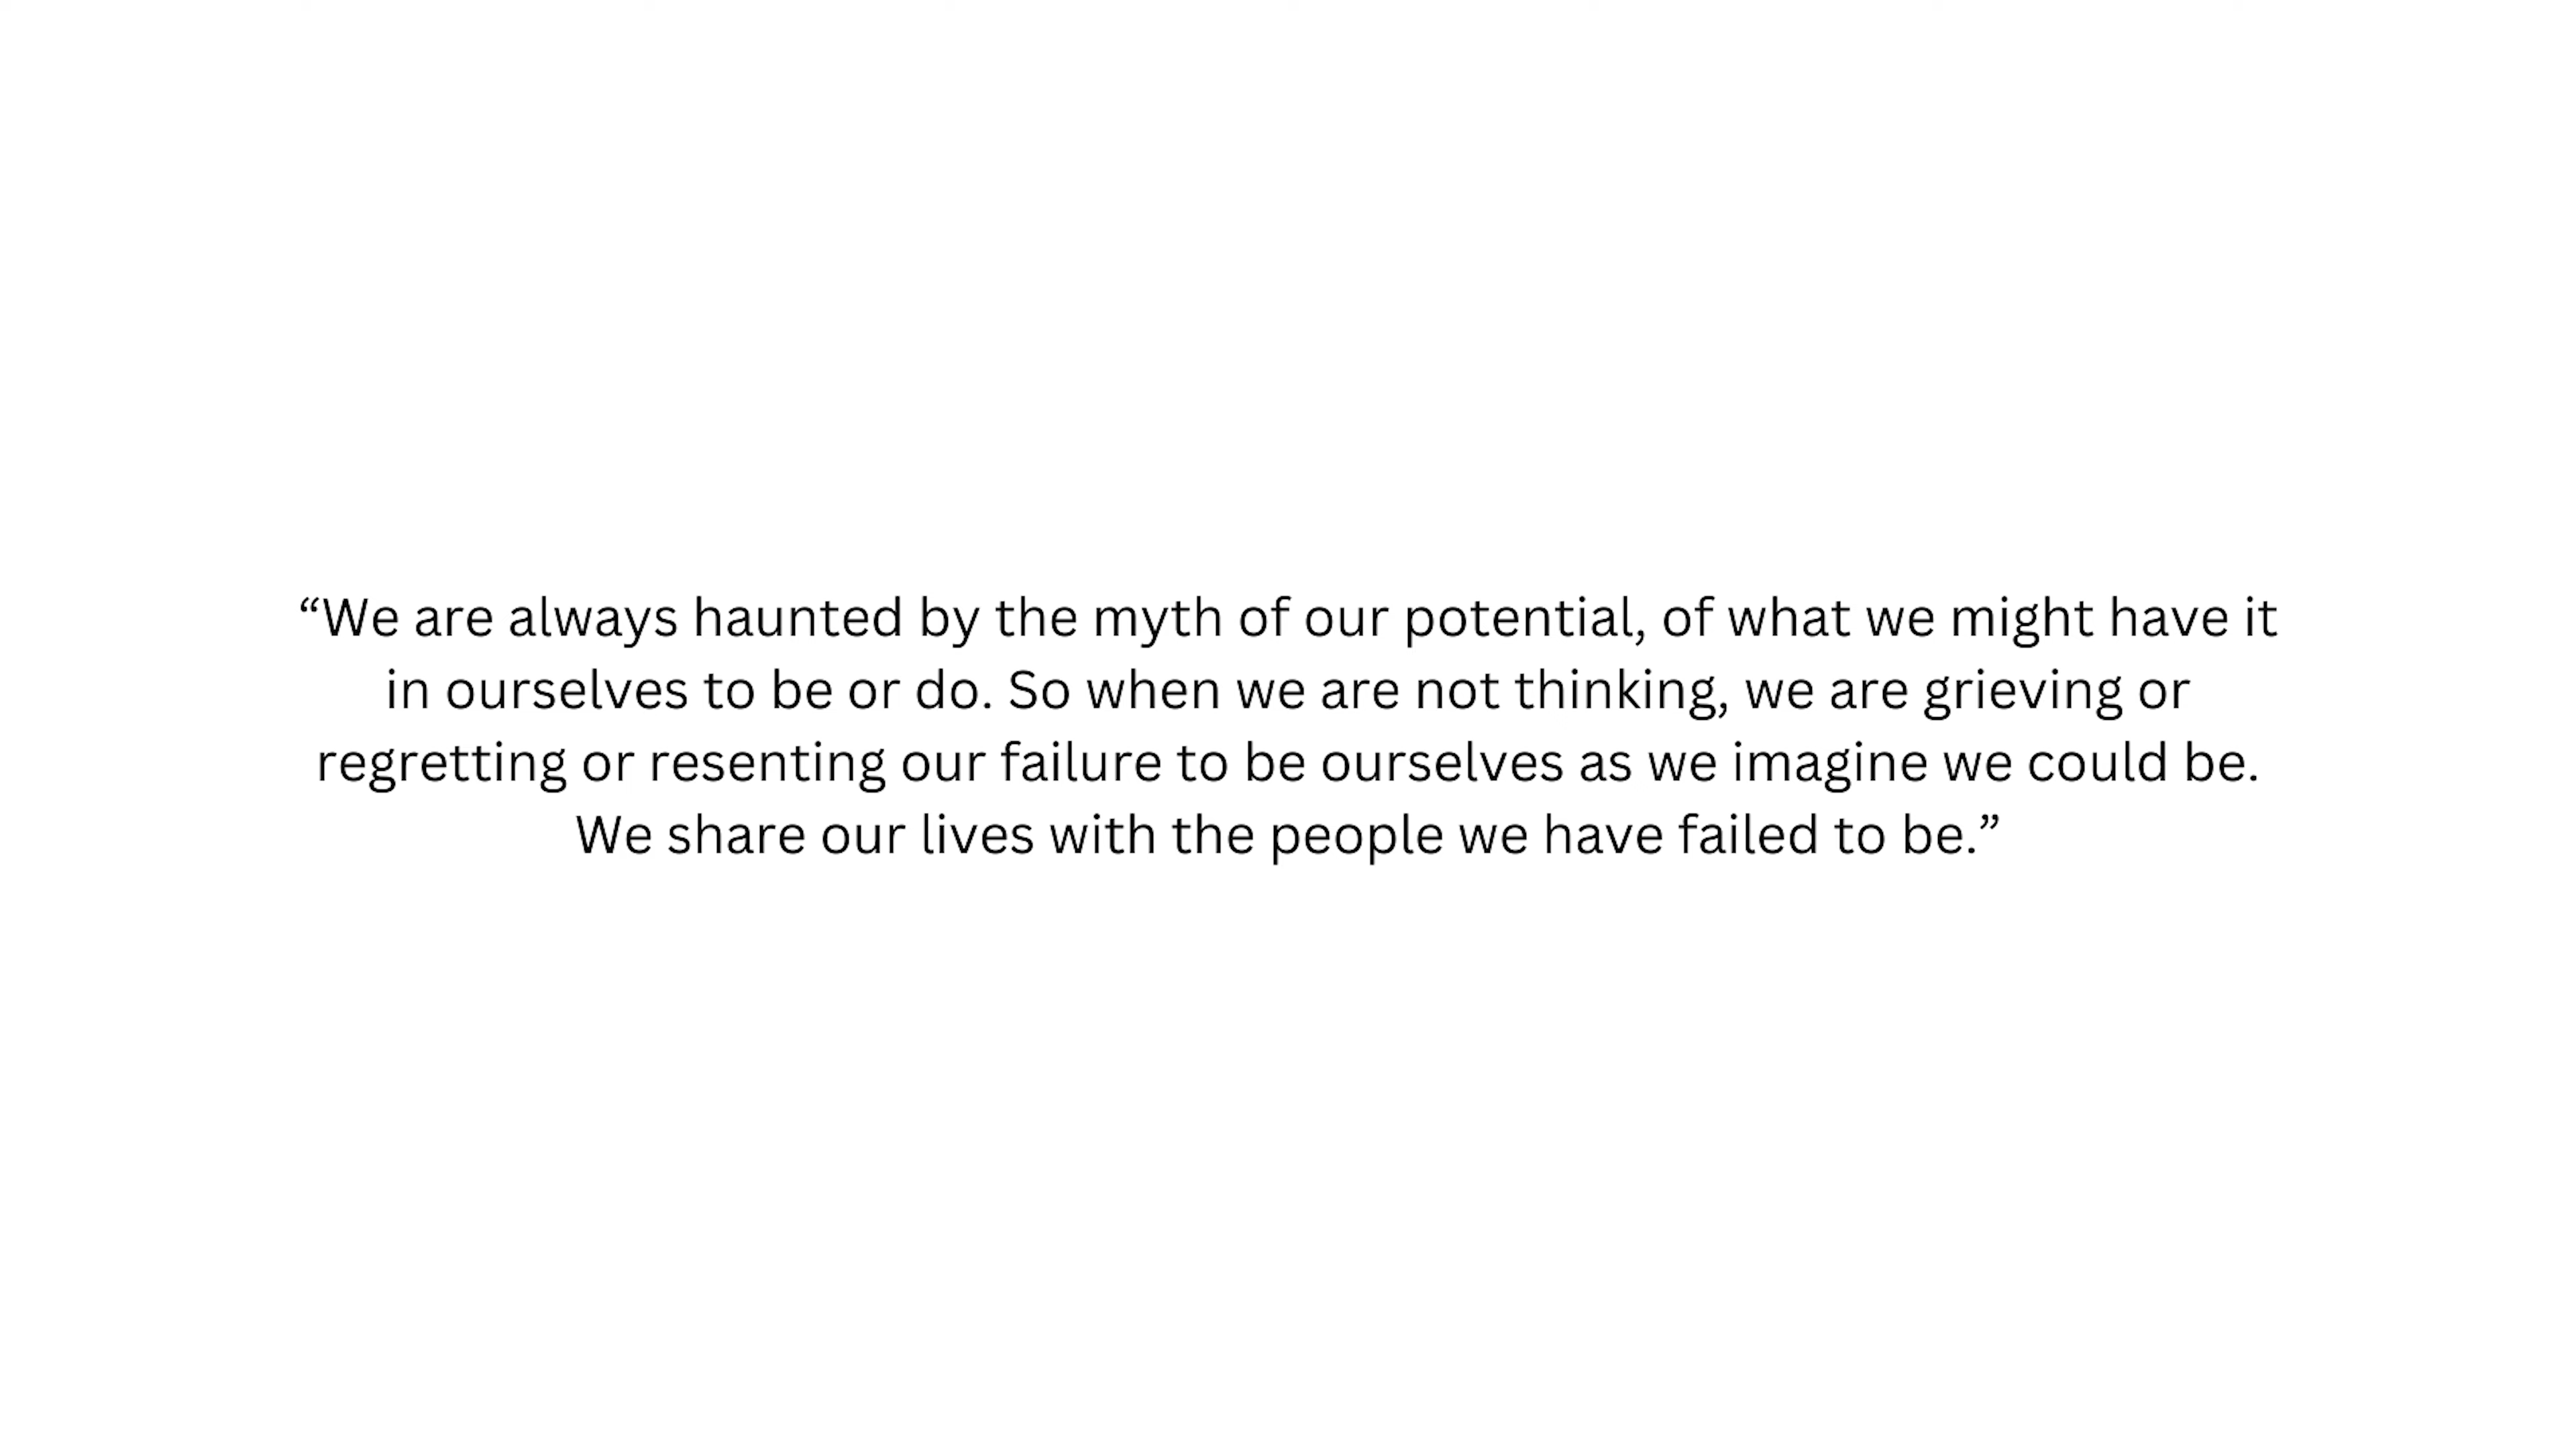 “We are always haunted by the myth of our potential, of what we might have it
in ourselves to be or do. So when we are not thinking, we are grieving or
regretting or resenting our failure to be ourselves as we imagine we could be.
We share our lives with the people we have failed to be.”